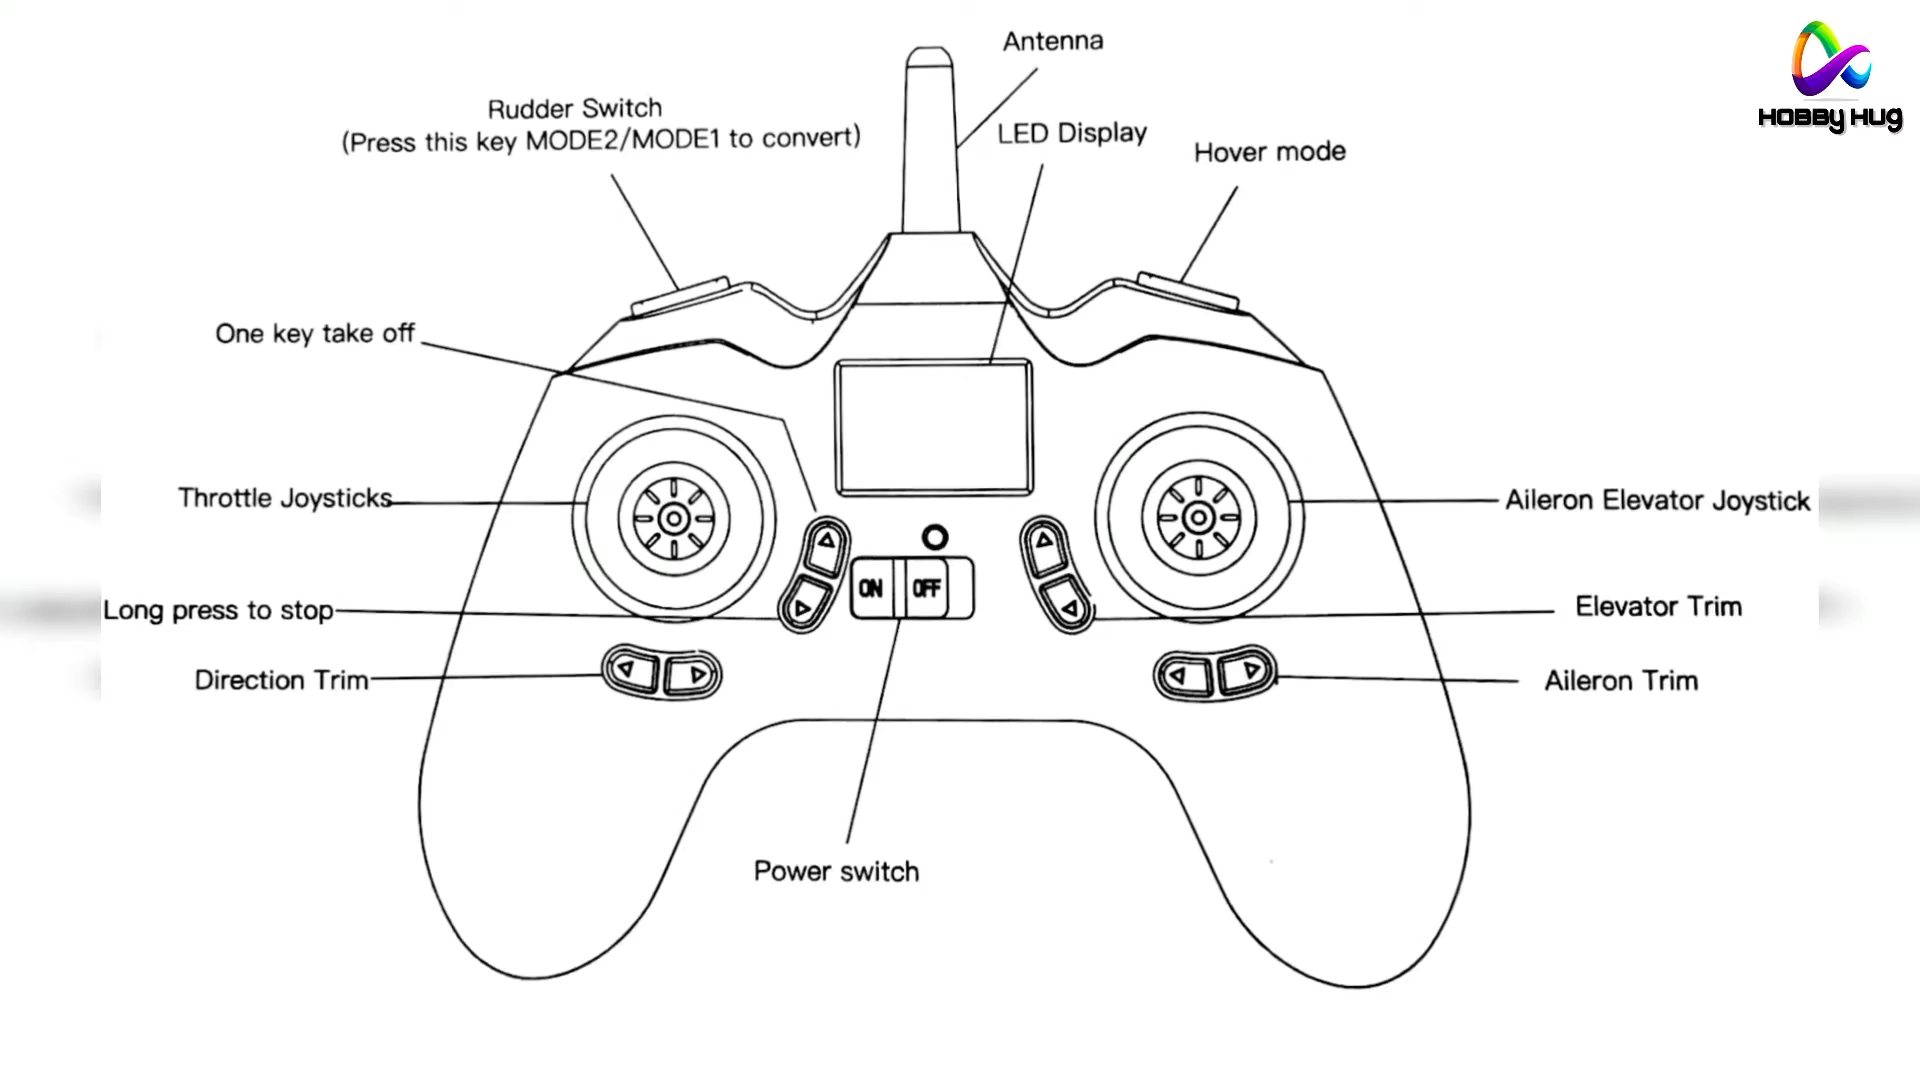 Antenna
HOBBY HUG
Rudder Switch
(Press this key MODE2/MODE1 to convert)
LED Display
Hover mode
One key take off
Throttle Joysticks
Aileron Elevator Joystick
ON
OFF
Long press to stop
Elevator Trim
Direction Trim
Aileron Trim
Power switch